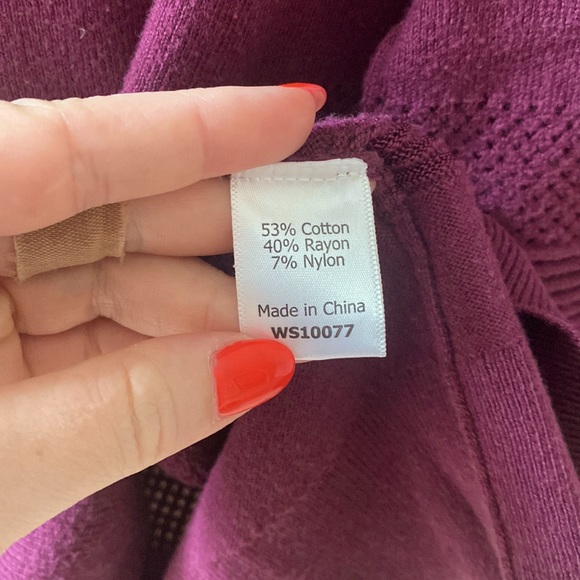 53% Cotton
40% Rayon
7% Nylon
Made in China
WS10077